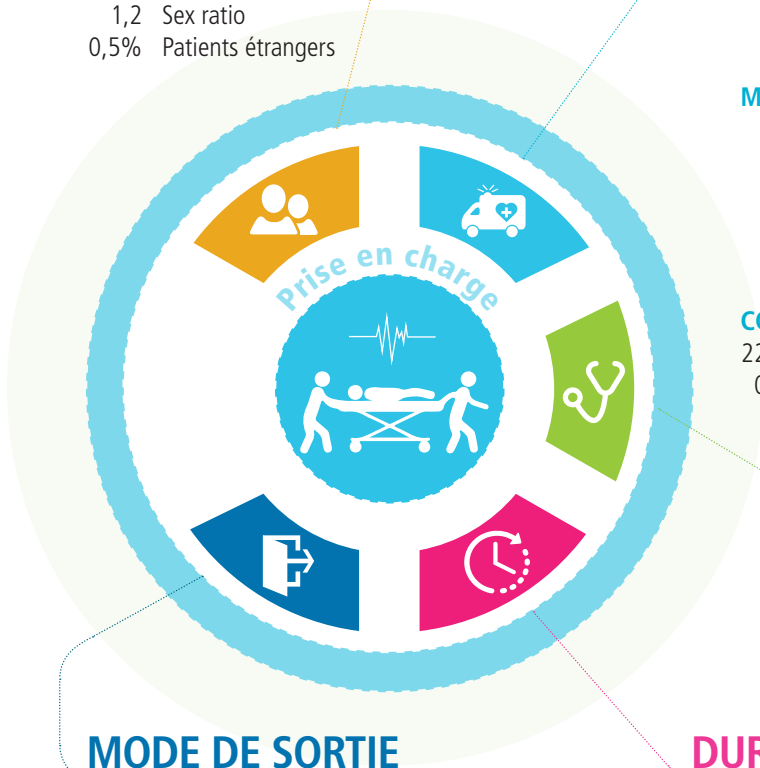 1,2 Sex ratio
0,5% Patients étrangers
Prise en charge
MODE DE SORTIE